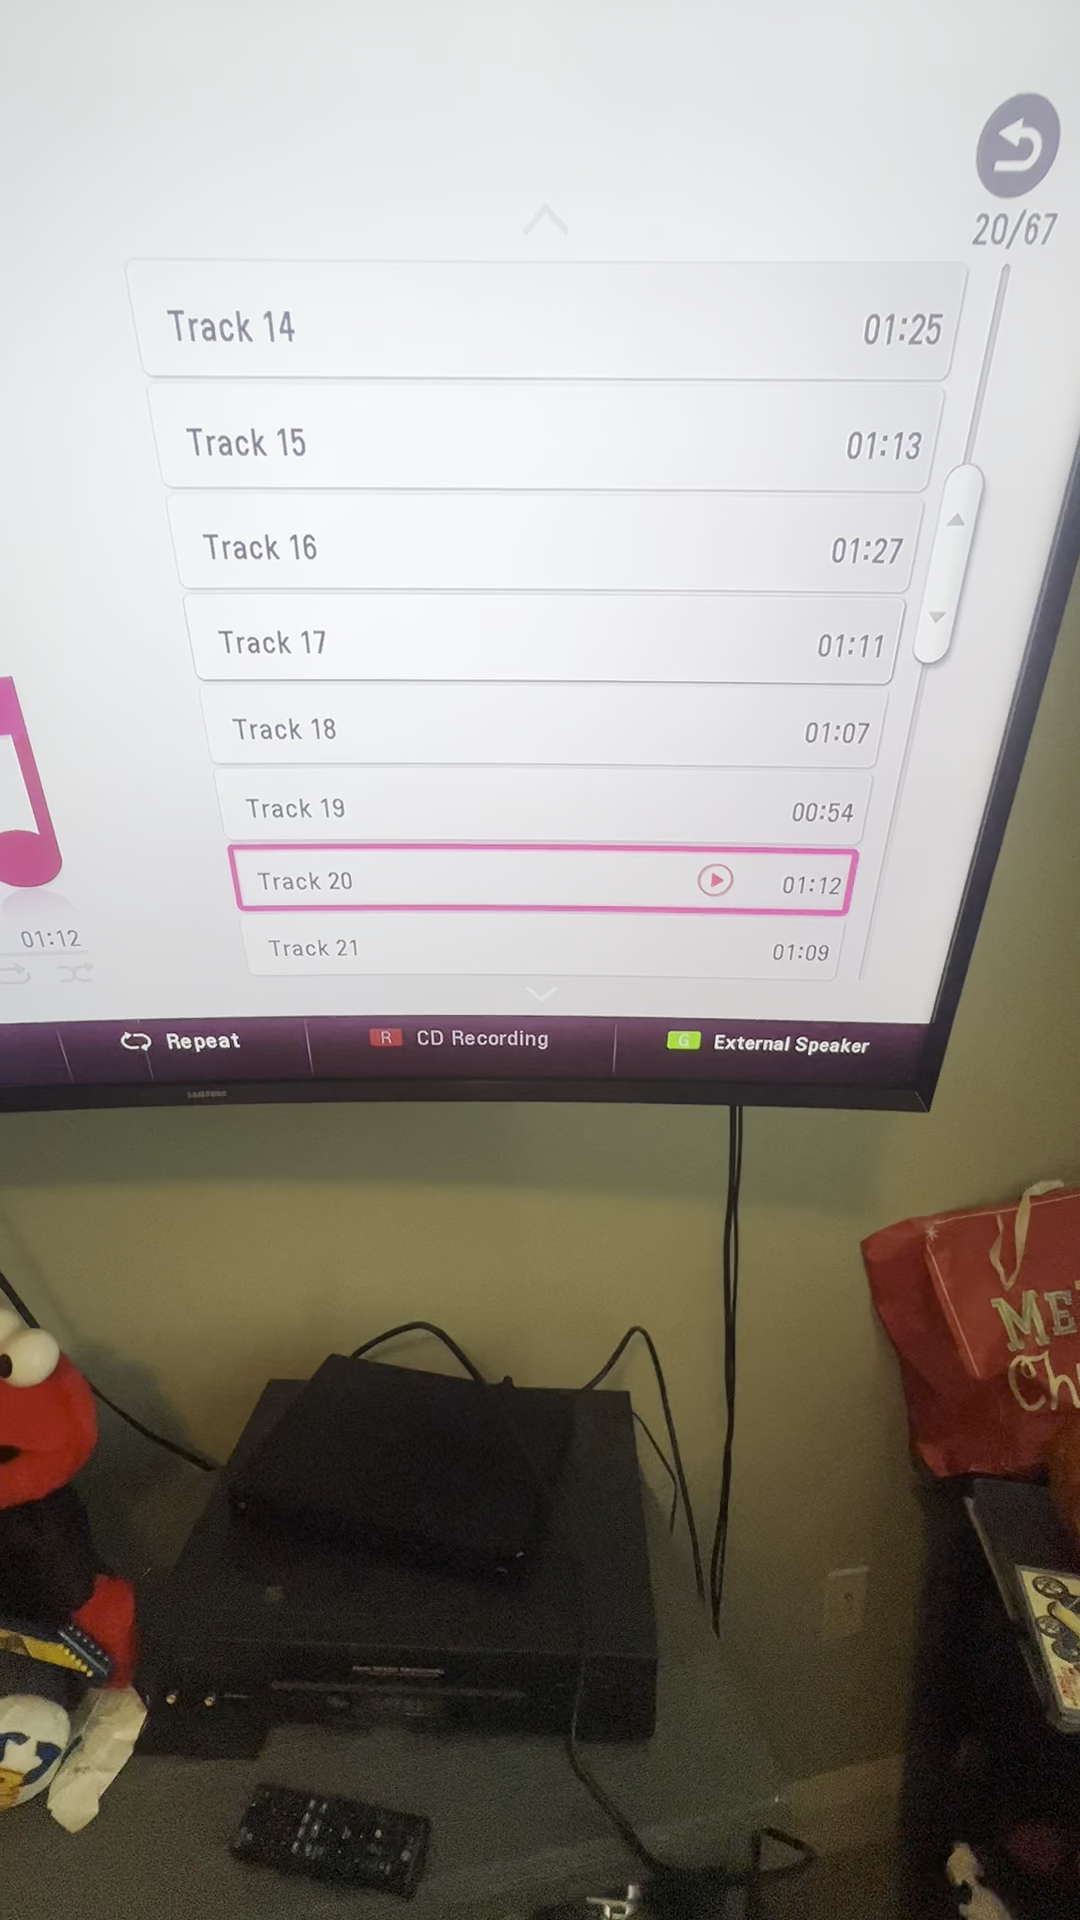 20/67
Track 14 01:25
Track 15 01:13
Track 16 01:27
Track 17 01:11
Track 18 01:07
Track 19 00:54
Track 20 01:12
Track 21 01:09
01:12
Repeat
R CD Recording
G External Speaker
SAMSUNG